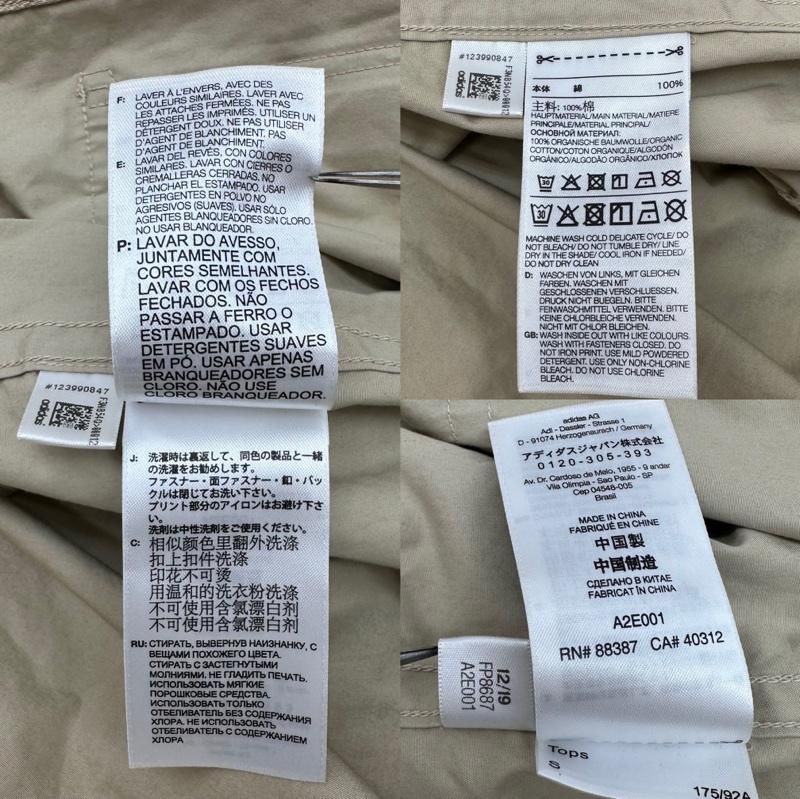 F: LAVER À L'ENVERS, AVEC DES
COULEURS SIMILAIRES. LAVER AVEC
LES ATTACHES FERMÉES. NE PAS
REPASSER LES IMPRIMÉS. UTILISER UN
DÉTERGENT DOUX. NE PAS UTILISER
D'AGENT DE BLANCHIMENT. PAS
D'AGENT DE BLANCHIMENT.
E: LAVAR DEL REVÉS, CON COLORES
SIMILARES. LAVAR CON CIERRES O
CREMALLERAS CERRADAS. NO
PLANCHAR EL ESTAMPADO. USAR
DETERGENTES EN POLVO NO
AGRESIVOS (SUAVES). USAR SÓLO
AGENTES BLANQUEADORES SIN CLORO.
NO USAR BLANQUEADOR.
P: LAVAR DO AVESSO,
JUNTAMENTE COM
CORES SEMELHANTES.
LAVAR COM OS FECHOS
FECHADOS. NÃO
PASSAR A FERRO O
ESTAMPADO. USAR
DETERGENTES SUAVES
EM PÓ. USAR APENAS
BRANQUEADORES SEM
CLORO. NÃO USE
CLORO BRANQUEADOR.
#123990847
adidas
J: 洗濯時は裏返して、同色の製品と一緒
の洗濯をお勧めします。
ファスナー・面ファスナー・釦・バッ
クルは閉じてお洗い下さい。
プリント部分のアイロンはお避け下さ
い。
洗剤は中性洗剤をご使用ください。
C: 相似颜色里翻外洗涤
扣上扣件洗涤
印花不可烫
用温和的洗衣粉洗涤
不可使用含氯漂白剂
不可使用含氯漂白剂
RU: СТИРАТЬ, ВЫВЕРНУВ НАИЗНАНКУ, С
ВЕЩАМИ ПОХОЖЕГО ЦВЕТА.
СТИРАТЬ С ЗАСТЕГНУТЫМИ
МОЛНИЯМИ. НЕ ГЛАДИТЬ ПЕЧАТЬ.
ИСПОЛЬЗОВАТЬ МЯГКИЕ
ПОРОШКОВЫЕ СРЕДСТВА.
ИСПОЛЬЗОВАТЬ ТОЛЬКО
ОТБЕЛИВАТЕЛЬ БЕЗ СОДЕРЖАНИЯ
ХЛОРА. НЕ ИСПОЛЬЗОВАТЬ
ОТБЕЛИВАТЕЛЬ С СОДЕРЖАНИЕМ
ХЛОРА
#123990847
adidas
本体 綿 100%
主料: 100%棉
HAUPTMATERIAL/MAIN MATERIAL/MATIERE
PRINCIPALE/MATERIAL PRINCIPAL/
ОСНОВНОЙ МАТЕРИАЛ:
100% ORGANISCHE BAUMWOLLE/ORGANIC
COTTON/COTON ORGANIQUE/ALGODÓN
ORGÁNICO/ALGODÃO ORGÂNICO/ХЛОПОК
30
30
MACHINE WASH COLD DELICATE CYCLE/ DO
NOT BLEACH/ DO NOT TUMBLE DRY/ LINE
DRY IN THE SHADE/ COOL IRON IF NEEDED/
DO NOT DRY CLEAN
D: WASCHEN VON LINKS, MIT GLEICHEN
FARBEN. WASCHEN MIT
GESCHLOSSENEN VERSCHLUESSEN.
DRUCK NICHT BUEGELN. BITTE
FEINWASCHMITTEL VERWENDEN. BITTE
KEINE CHLORBLEICHE VERWENDEN.
NICHT MIT CHLOR BLEICHEN.
GB: WASH INSIDE OUT WITH LIKE COLOURS.
WASH WITH FASTENERS CLOSED. DO
NOT IRON PRINT. USE MILD POWDERED
DETERGENT. USE ONLY NON-CHLORINE
BLEACH. DO NOT USE CHLORINE
BLEACH.
adidas AG
Adi - Dassler - Strasse 1
D - 91074 Herzogenaurach / Germany
アディダスジャパン株式会社
0120-305-393
Av. Dr. Cardoso de Melo, 1955 - 9 andar
Vila Olímpia - Sao Paulo - SP
Cep 04548-005
Brasil
MADE IN CHINA
FABRIQUÉ EN CHINE
中国製
中国制造
СДЕЛАНО В КИТАЕ
FABRICAT ÎN CHINA
A2E001
RN# 88387 CA# 40312
12/19
FP8687
A2E001
Tops
S
175/92A